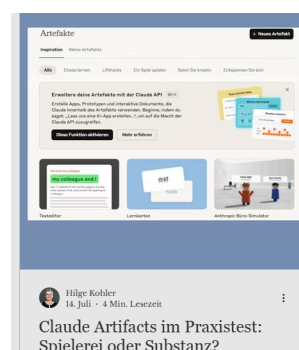 Artefakte
+ Neues Artefakt
Inspiration Meine Artefakte
Alle Etwas lernen Lifehacks Ein Spiel spielen Seien Sie kreativ Entspannen Sie sich
Erweitere deine Artefakte mit der Claude API BETA
Erstelle Apps, Prototypen und interaktive Dokumente, die
Claude innerhalb des Artefakts verwenden. Beginne, indem du
sagst: „Lass uns eine KI-App erstellen...", um auf die Macht der
Claude API zuzugreifen.
Diese Funktion aktivieren Mehr erfahren
my colleague and I
你好
Texteditor Lernkarten Anthropic Büro-Simulator
Hilge Kohler
14. Juli · 4 Min. Lesezeit
Claude Artifacts im Praxistest:
Spielerei oder Substanz?